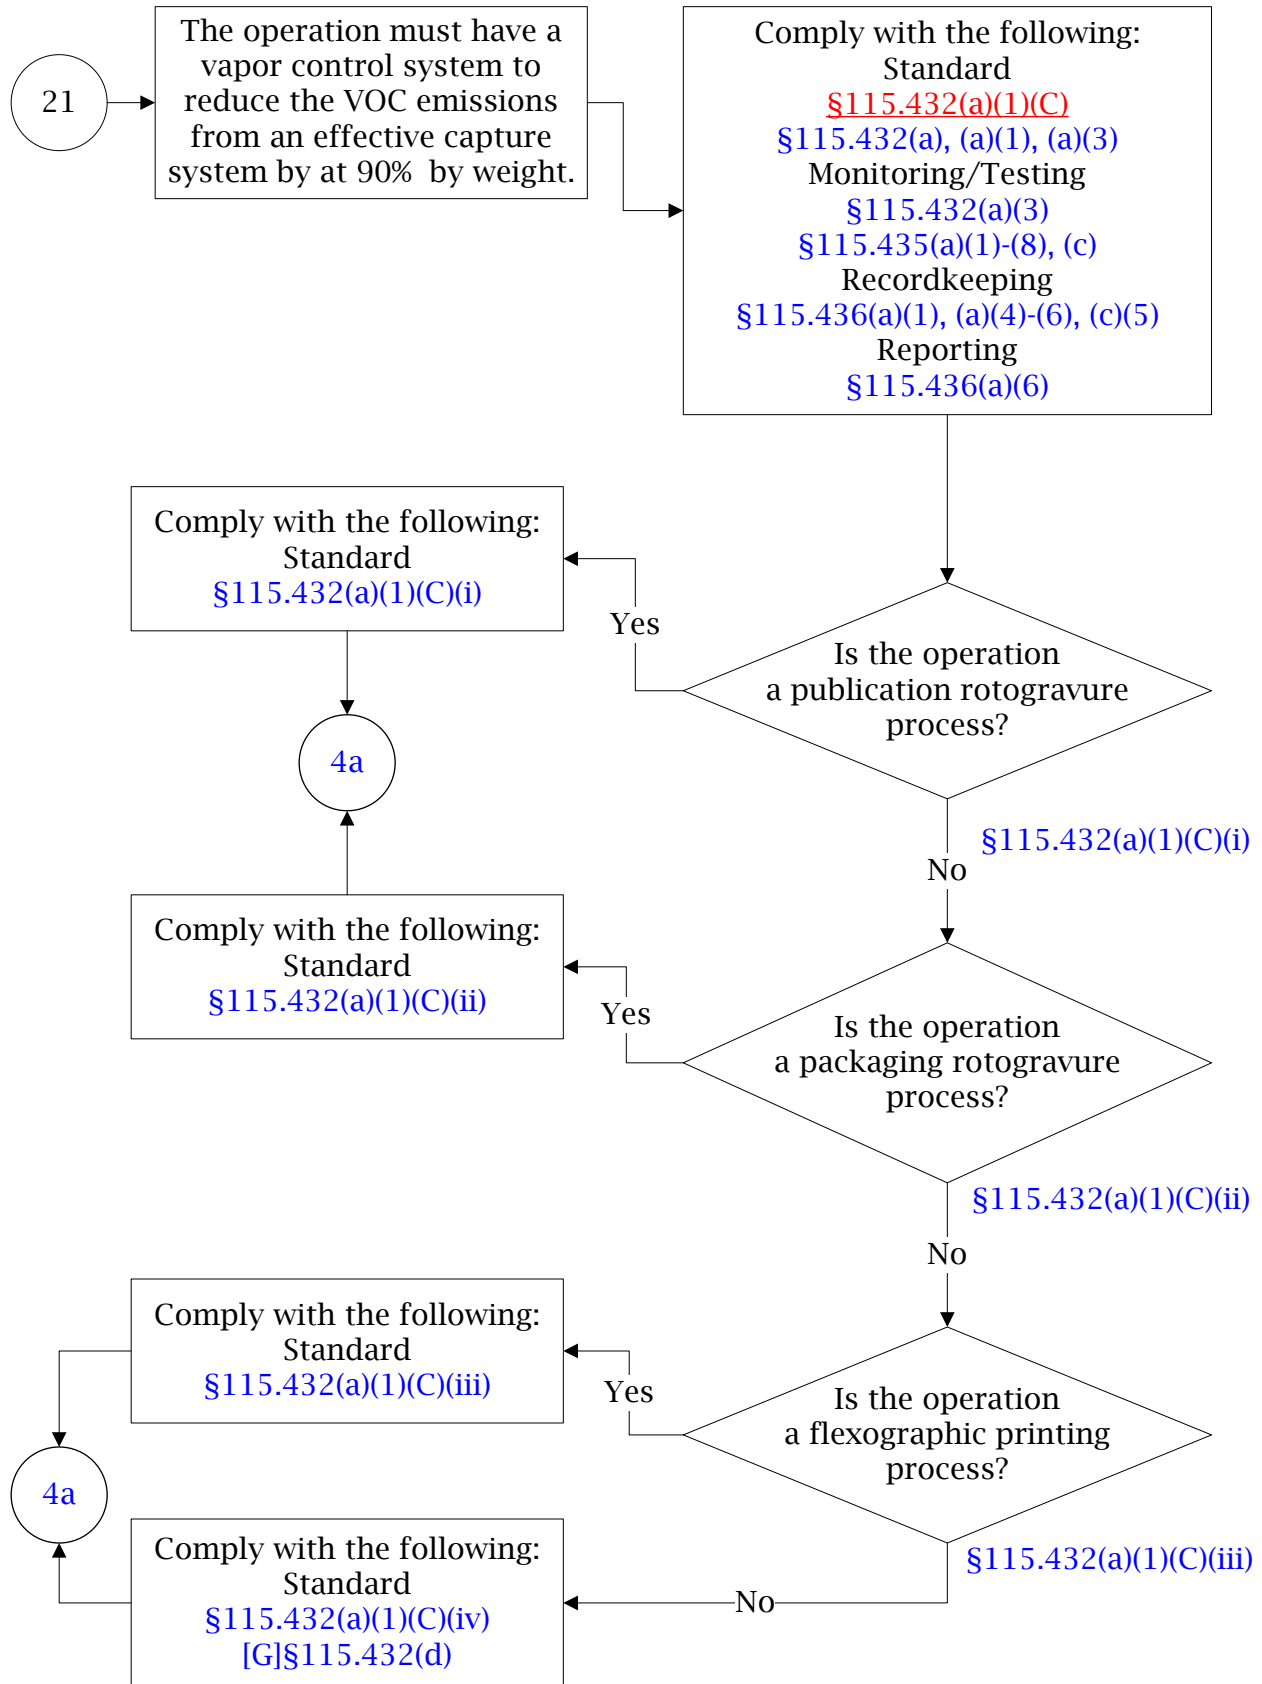 21
The operation must have a
vapor control system to
reduce the VOC emissions
from an effective capture
system by at 90% by weight.
Comply with the following:
Standard
§115.432(a)(1)(C)
§115.432(a), (a)(1), (a)(3)
Monitoring/Testing
§115.432(a)(3)
§115.435(a)(1)-(8), (c)
Recordkeeping
§115.436(a)(1), (a)(4)-(6), (c)(5)
Reporting
§115.436(a)(6)
Is the operation
a publication rotogravure
process?
Yes
Comply with the following:
Standard
§115.432(a)(1)(C)(i)
4a
§115.432(a)(1)(C)(i)
No
Is the operation
a packaging rotogravure
process?
Yes
Comply with the following:
Standard
§115.432(a)(1)(C)(ii)
§115.432(a)(1)(C)(ii)
No
Is the operation
a flexographic printing
process?
Yes
Comply with the following:
Standard
§115.432(a)(1)(C)(iii)
4a
§115.432(a)(1)(C)(iii)
No
Comply with the following:
Standard
§115.432(a)(1)(C)(iv)
[G]§115.432(d)